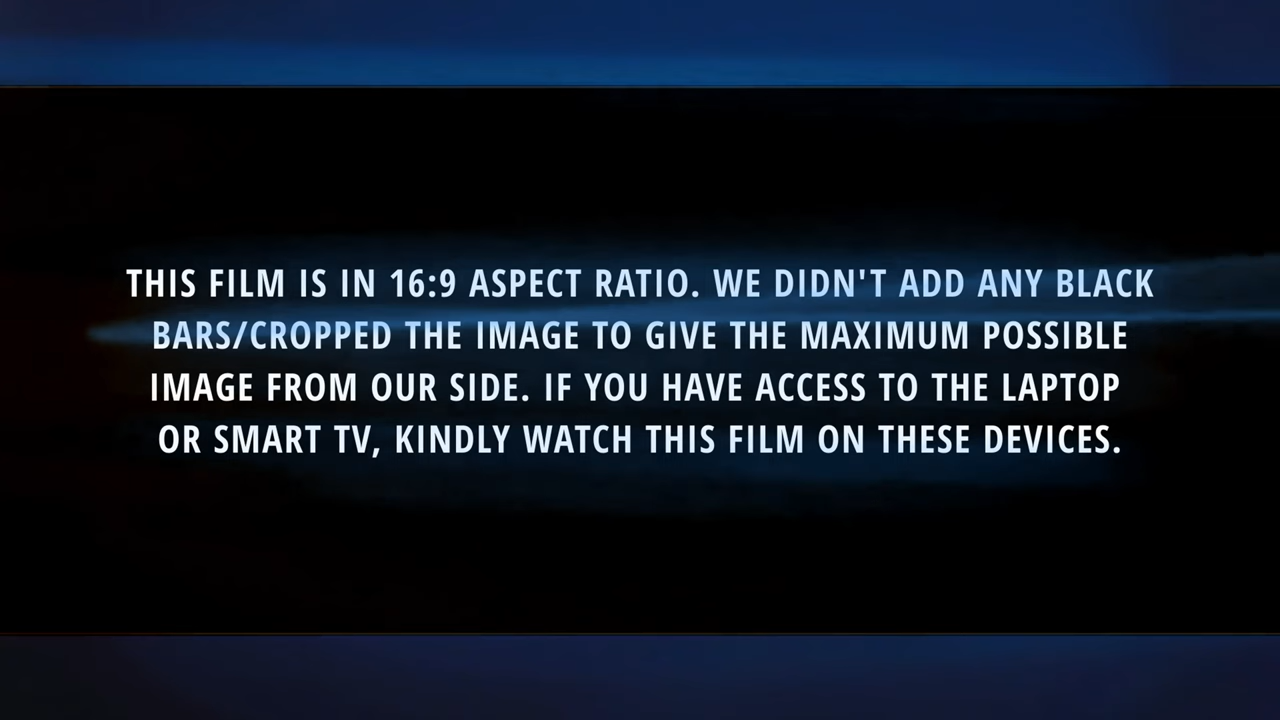 THIS FILM IS IN 16:9 ASPECT RATIO. WE DIDN'T ADD ANY BLACK
BARS/CROPPED THE IMAGE TO GIVE THE MAXIMUM POSSIBLE
IMAGE FROM OUR SIDE. IF YOU HAVE ACCESS TO THE LAPTOP
OR SMART TV, KINDLY WATCH THIS FILM ON THESE DEVICES.